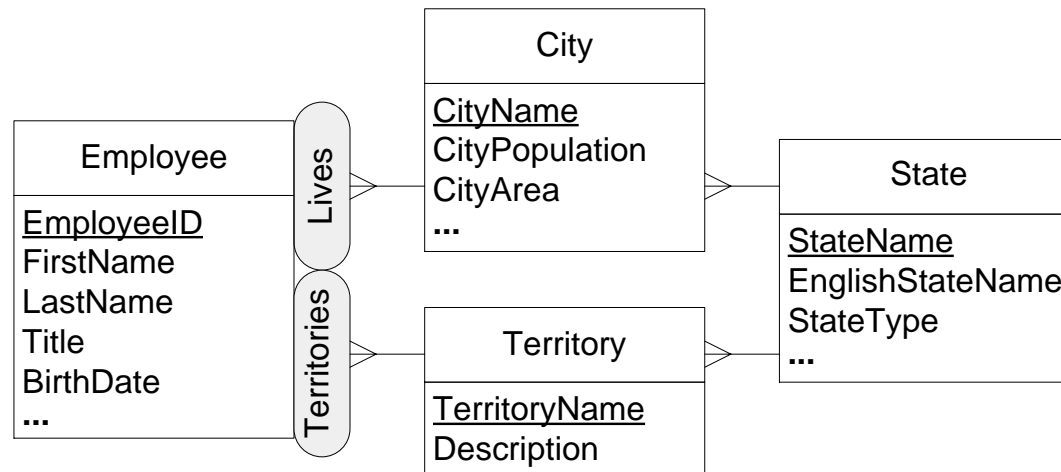 Employee
EmployeeID
FirstName
LastName
Title
BirthDate
...
Lives
Territories
City
CityName
CityPopulation
CityArea
...
Territory
TerritoryName
Description
State
StateName
EnglishStateName
StateType
...